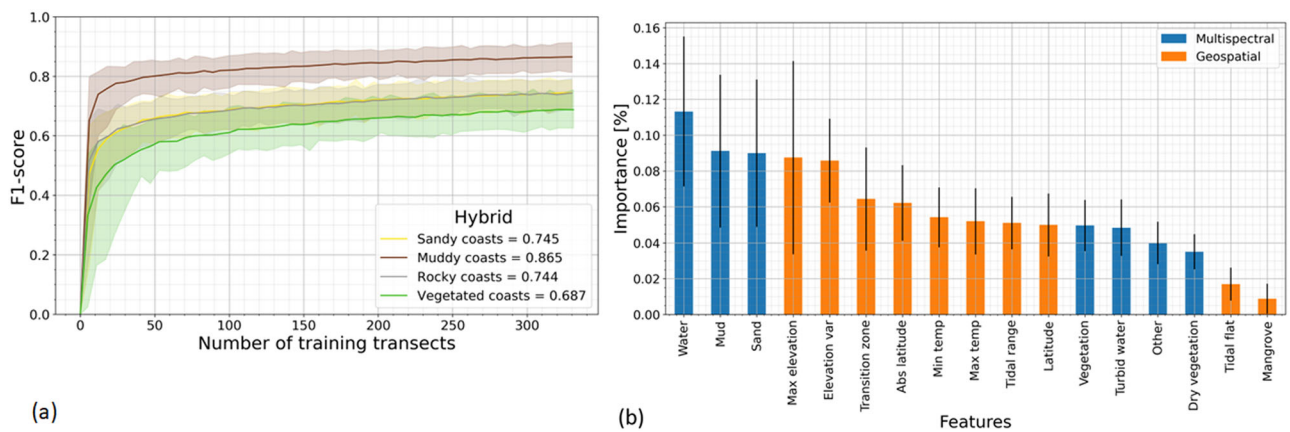 1.0
0.8
0.6
0.4
0.2
0.0
F1-score
0
50
100
150
200
250
300
Number of training transects
Hybrid
Sandy coasts = 0.745
Muddy coasts = 0.865
Rocky coasts = 0.744
Vegetated coasts = 0.687
(a)
0.16
0.14
0.12
0.10
0.08
0.06
0.04
0.02
0.00
Importance [%]
Multispectral
Geospatial
Water
Mud
Sand
Max elevation
Elevation var
Transition zone
Abs latitude
Min temp
Max temp
Tidal range
Latitude
Vegetation
Turbid water
Other
Dry vegetation
Tidal flat
Mangrove
Features
(b)